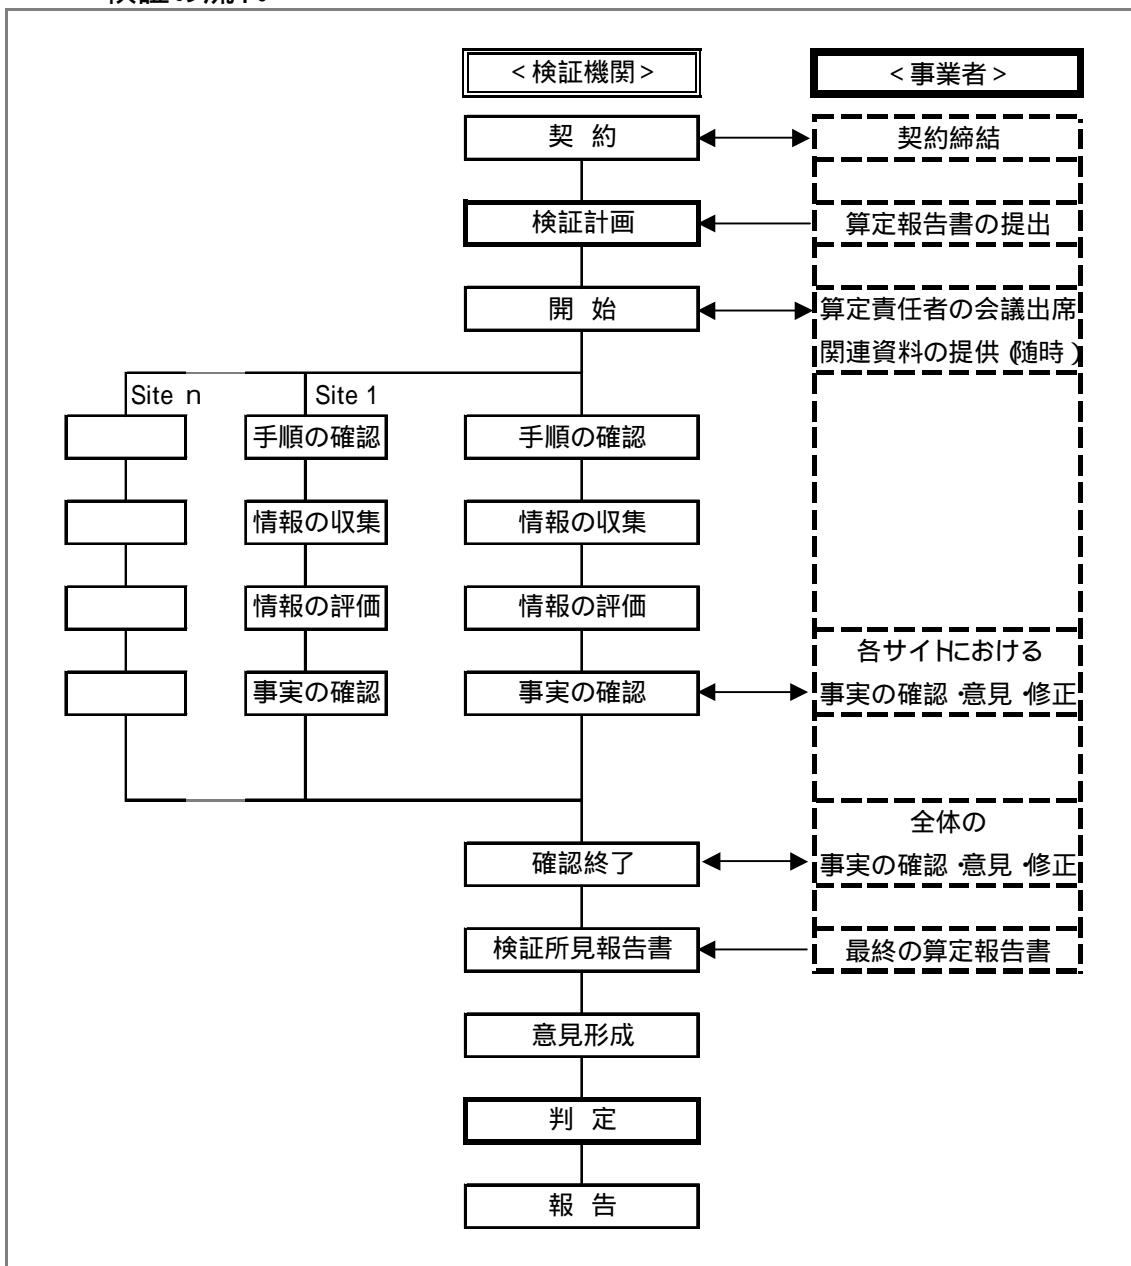 <検証機関>
<事業者>
契 約
契約締結
検証計画
算定報告書の提出
開 始
算定責任者の会議出席
関連資料の提供(随時)
Site n
Site 1
手順の確認
手順の確認
情報の収集
情報の収集
情報の評価
情報の評価
各サイトにおける
事実の確認
事実の確認
事実の確認・意見・修正
全体の
確認終了
事実の確認・意見・修正
検証所見報告書
最終の算定報告書
意見形成
判 定
報 告